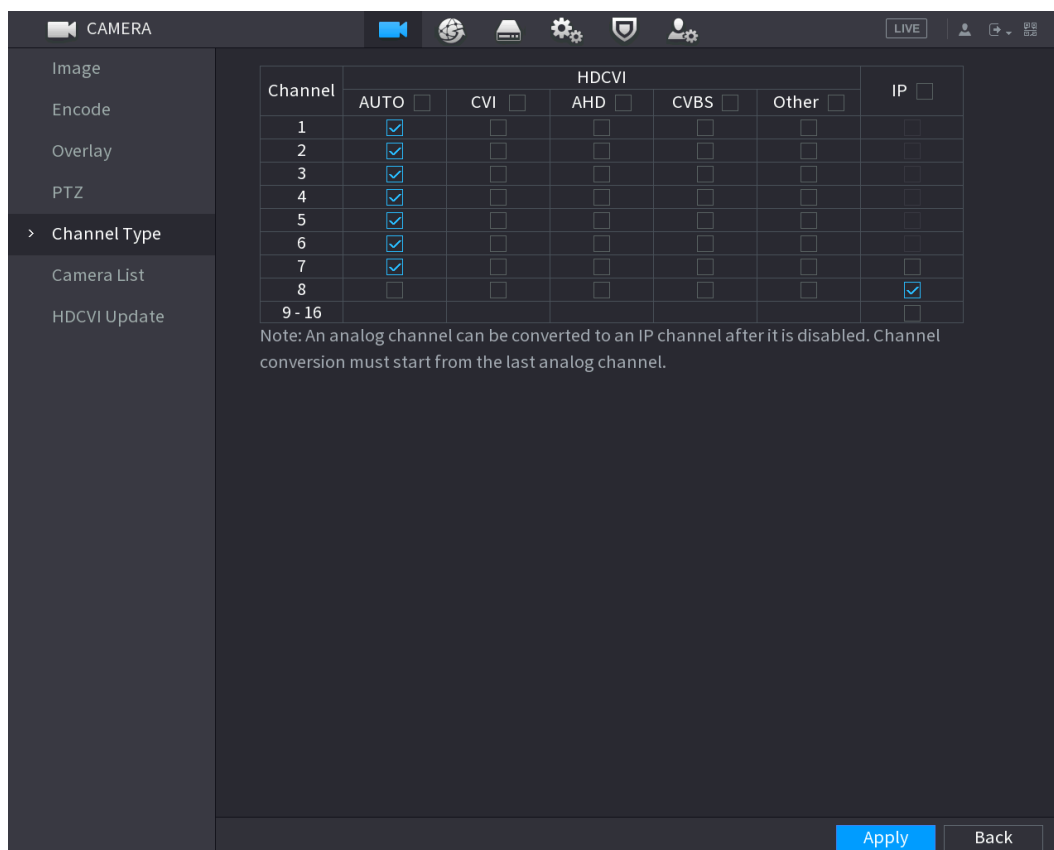 CAMERA
LIVE
Image
Encode
Overlay
PTZ
> Channel Type
Camera List
HDCVI Update
Channel HDCVI IP
AUTO CVI AHD CVBS Other
1
2
3
4
5
6
7
8
9 - 16
Note: An analog channel can be converted to an IP channel after it is disabled. Channel
conversion must start from the last analog channel.
Apply Back